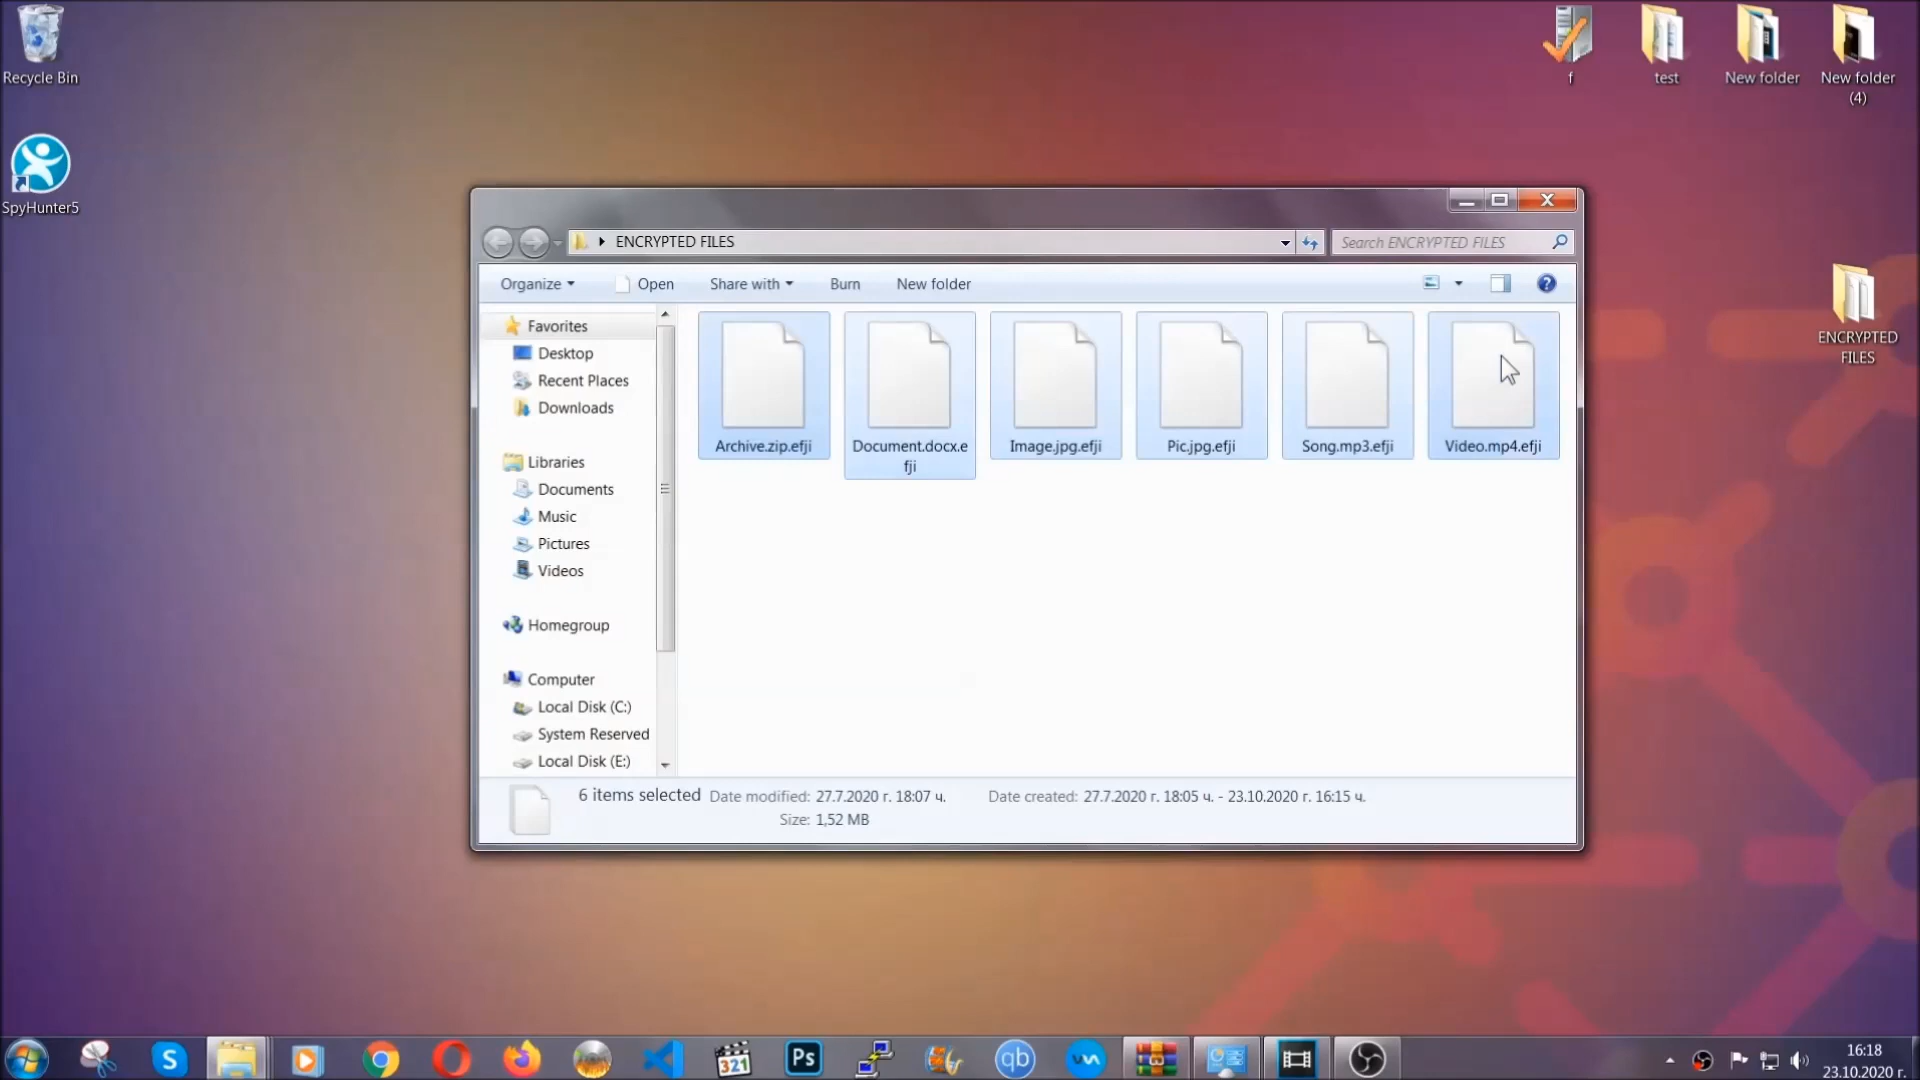 Recycle Bin
SpyHunter5
f
test
New folder
New folder
(4)
ENCRYPTED
FILES
ENCRYPTED FILES
Search ENCRYPTED FILES
Organize
Open
Share with
Burn
New folder
Favorites
Desktop
Recent Places
Downloads
Libraries
Documents
Music
Pictures
Videos
Homegroup
Computer
Local Disk (C:)
System Reserved
Local Disk (E:)
Archive.zip.efji
Document.docx.e
fji
Image.jpg.efji
Pic.jpg.efji
Song.mp3.efji
Video.mp4.efji
6 items selected Date modified: 27.7.2020 г. 18:07 ч. Date created: 27.7.2020 г. 18:05 ч. - 23.10.2020 г. 16:15 ч.
Size: 1,52 MB
S
321
Ps
qb
16:18
23.10.2020 г.